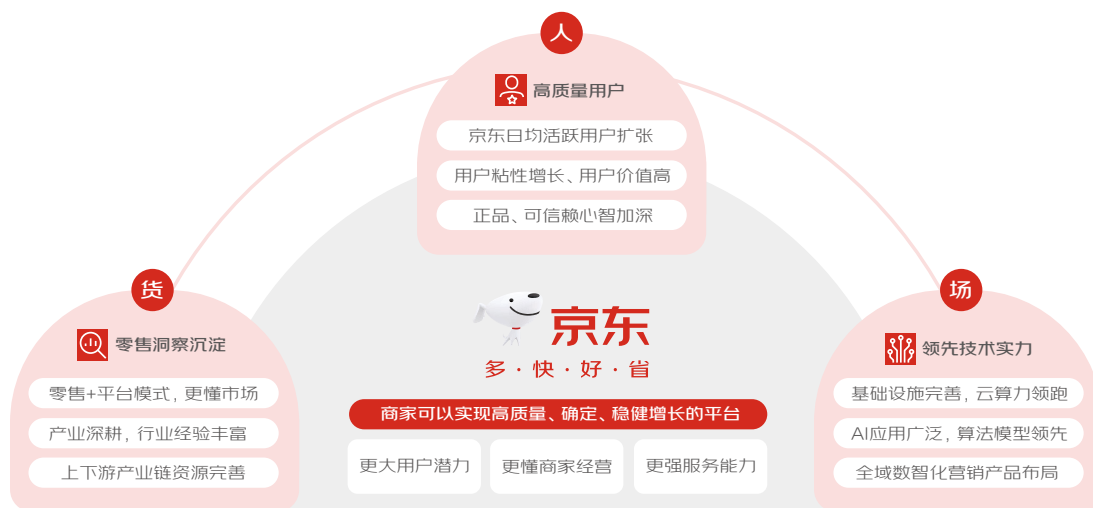 人
高质量用户
京东日均活跃用户扩张
用户粘性增长、用户价值高
正品、可信赖心智加深
货
零售洞察沉淀
零售+平台模式, 更懂市场
产业深耕, 行业经验丰富
上下游产业链资源完善
京东
多·快·好·省
商家可以实现高质量、确定、稳健增长的平台
更大用户潜力
更懂商家经营
更强服务能力
场
领先技术实力
基础设施完善, 云算力领跑
AI应用广泛, 算法模型领先
全域数智化营销产品布局